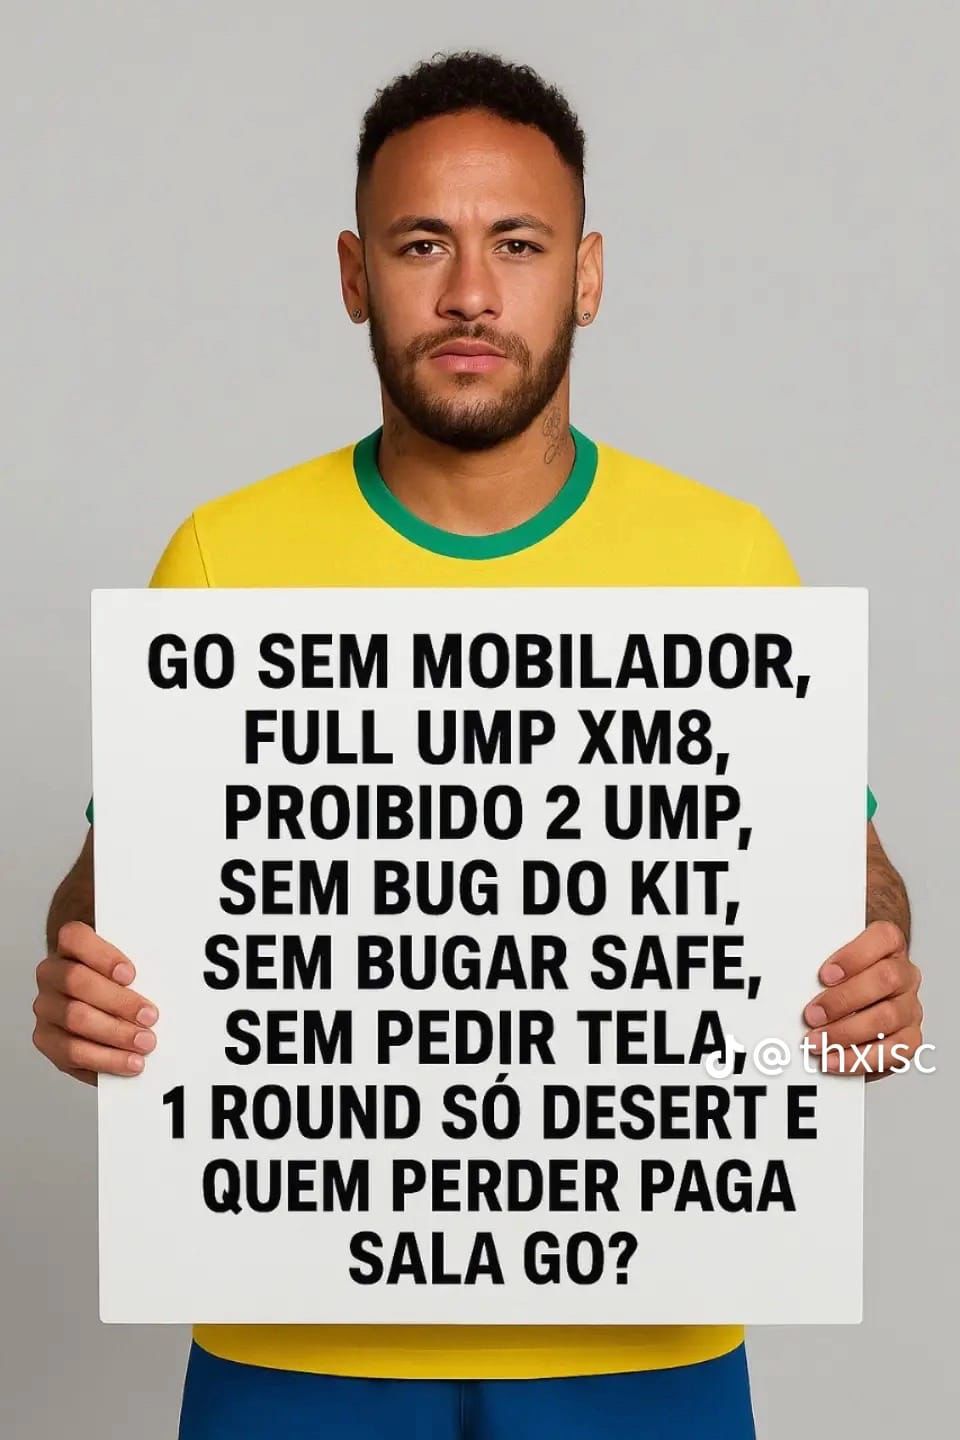 GO SEM MOBILADOR,
FULL UMP XM8,
PROIBIDO 2 UMP,
SEM BUG DO KIT,
SEM BUGAR SAFE,
SEM PEDIR TELA,
@thxisc
1 ROUND SÓ DESERT E
QUEM PERDER PAGA
SALA GO?